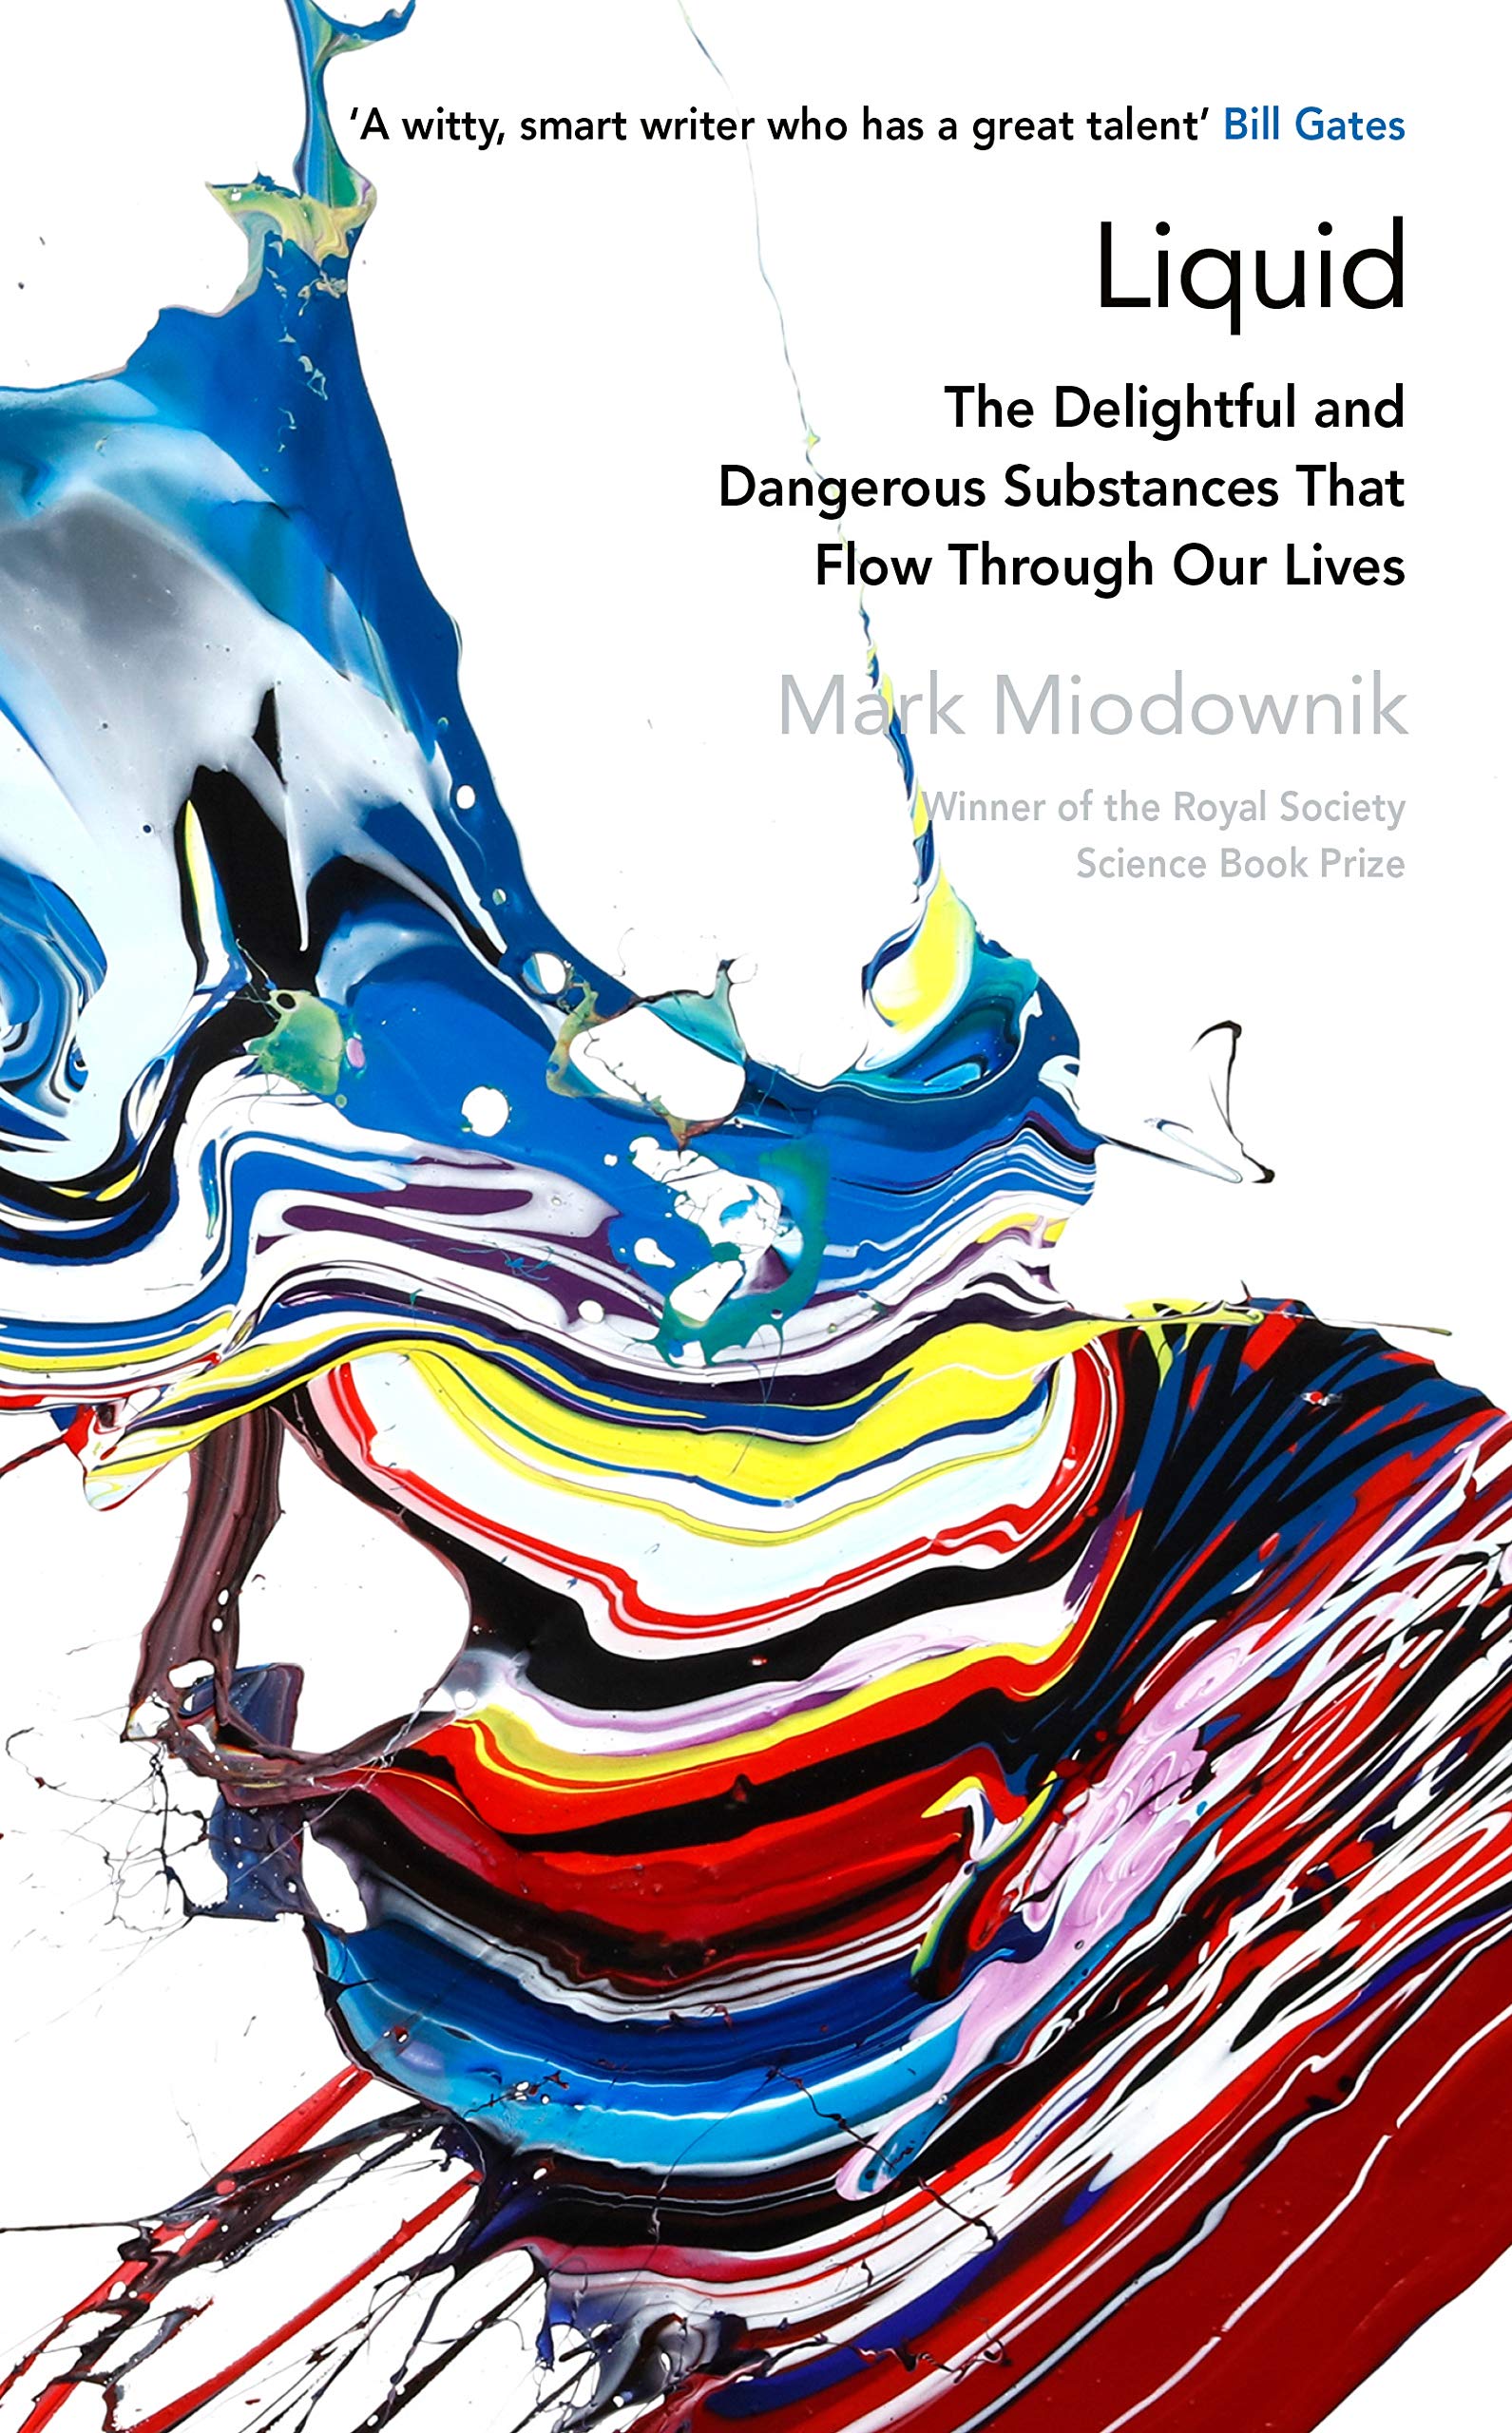 ‘A witty, smart writer who has a great talent’ Bill Gates
Liquid
The Delightful and
Dangerous Substances That
Flow Through Our Lives
Mark Miodownik
Winner of the Royal Society
Science Book Prize